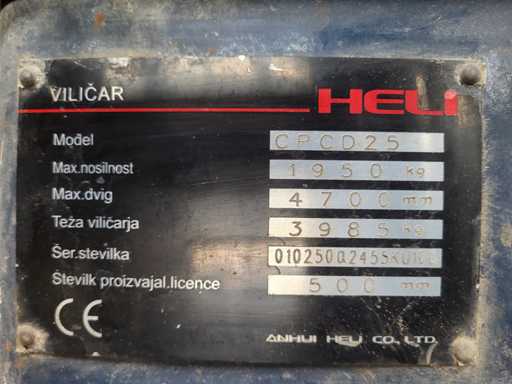 VILIČAR
HELI
Model CPCD25
Max.nosilnost 1950 kg
Max.dvig 4700 mm
Teža viličarja 3985 kg
Šer.stevilka
Številk proizvajal.licence 500 mm
CE
ANHUI HELI CO., LTD.